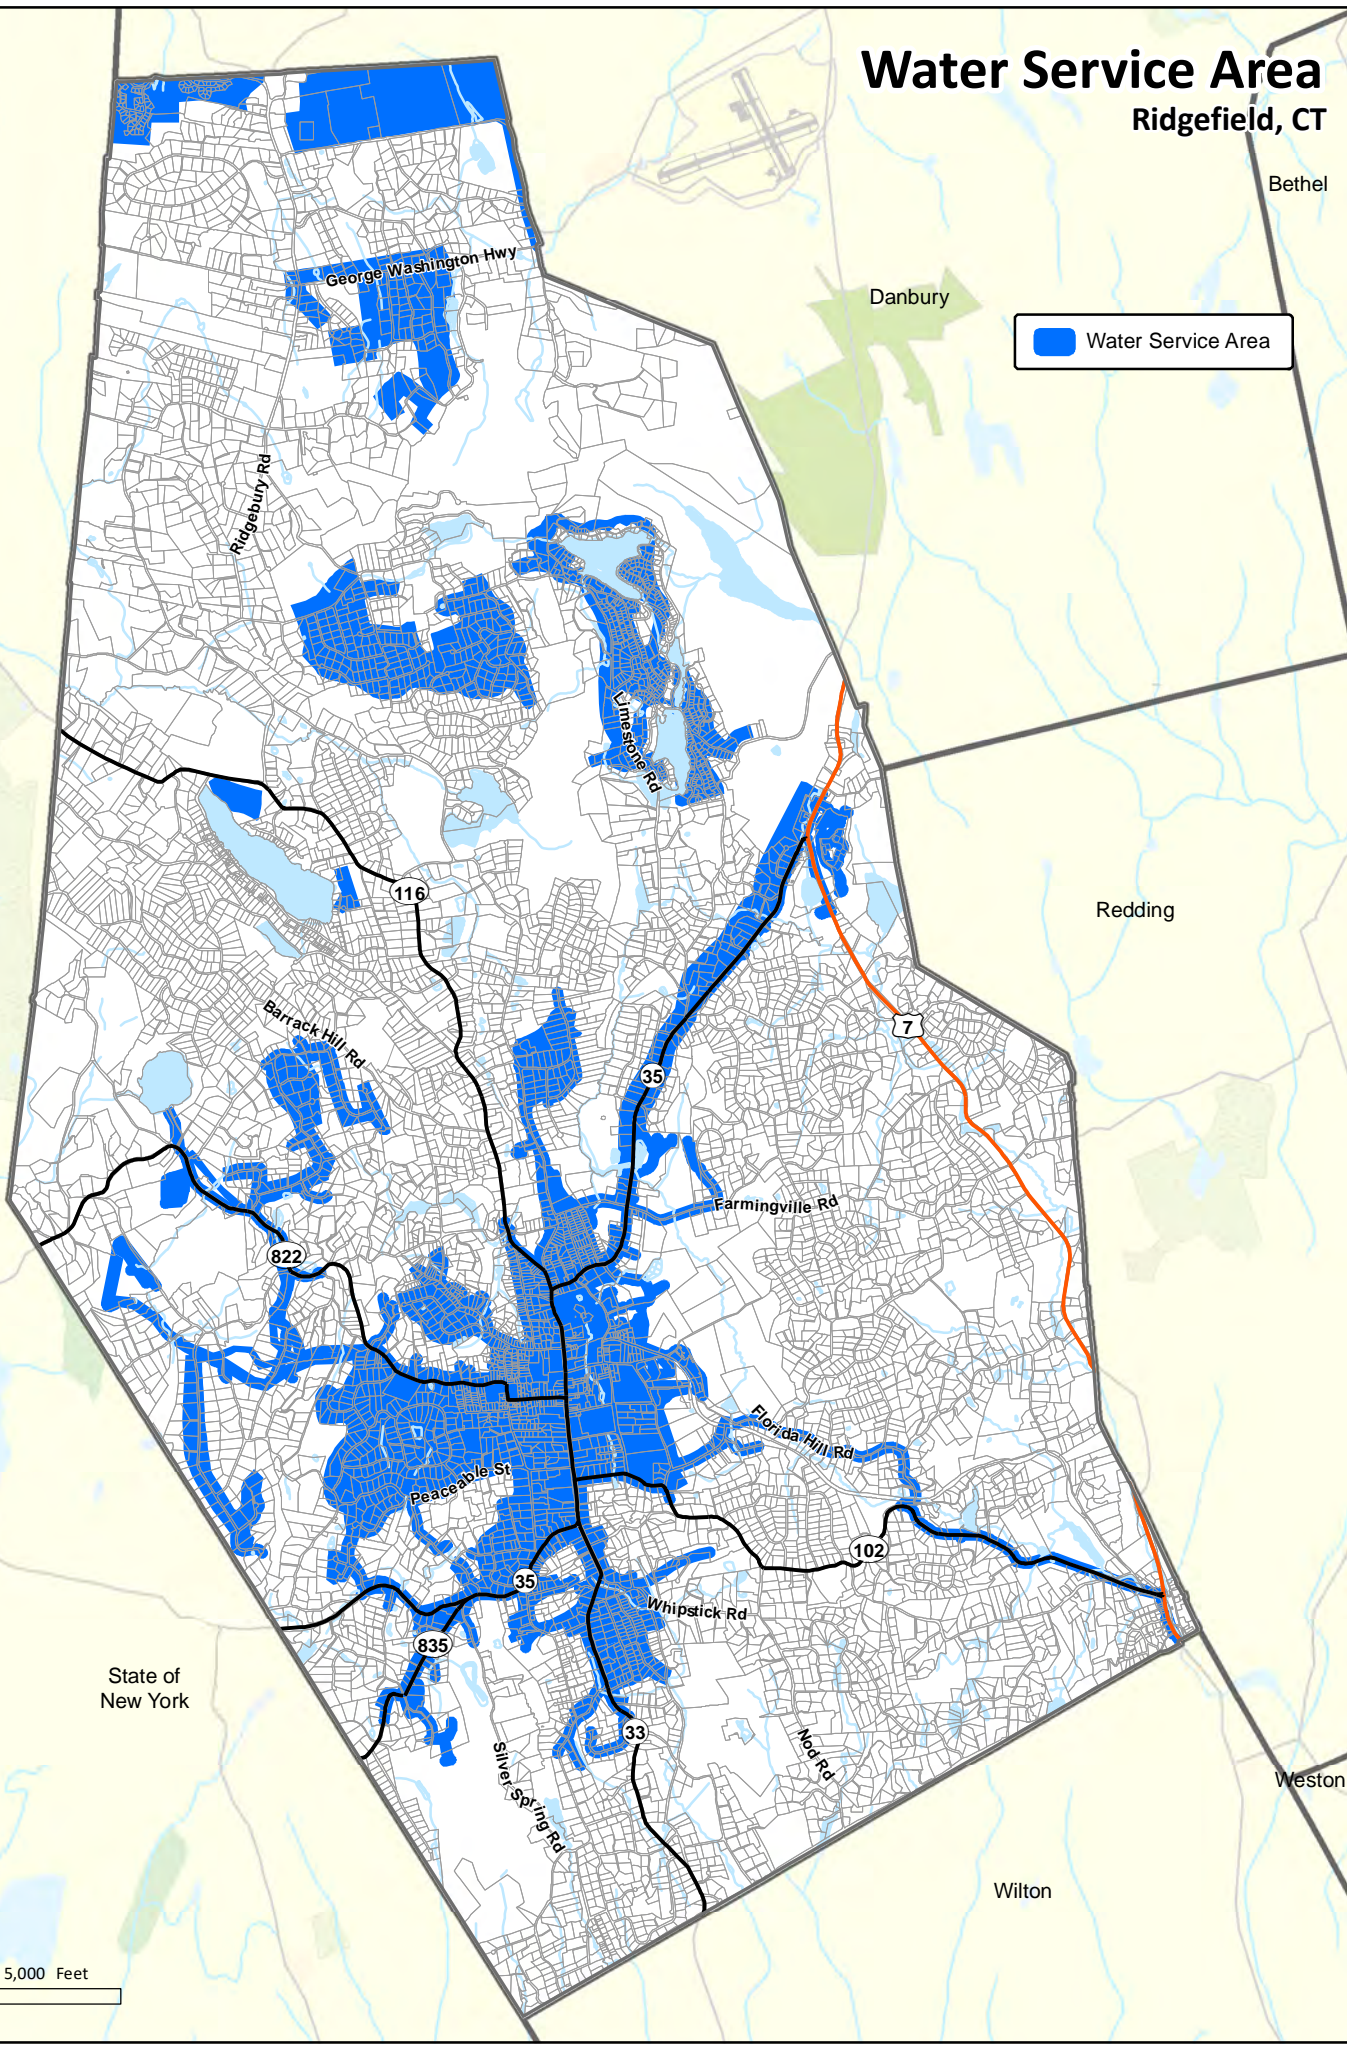 Water Service Area
Ridgefield, CT
Bethel
George Washington Hwy
Danbury
Water Service Area
Ridgebury Rd
Limestone Rd
116
Redding
Barrack Hill Rd
7
35
Farmingville Rd
822
Florida Hill Rd
Peaceable St
102
35
Whipstick Rd
835
State of
New York
33
Nod Rd
Silver Spring Rd
Weston
Wilton
5,000 Feet